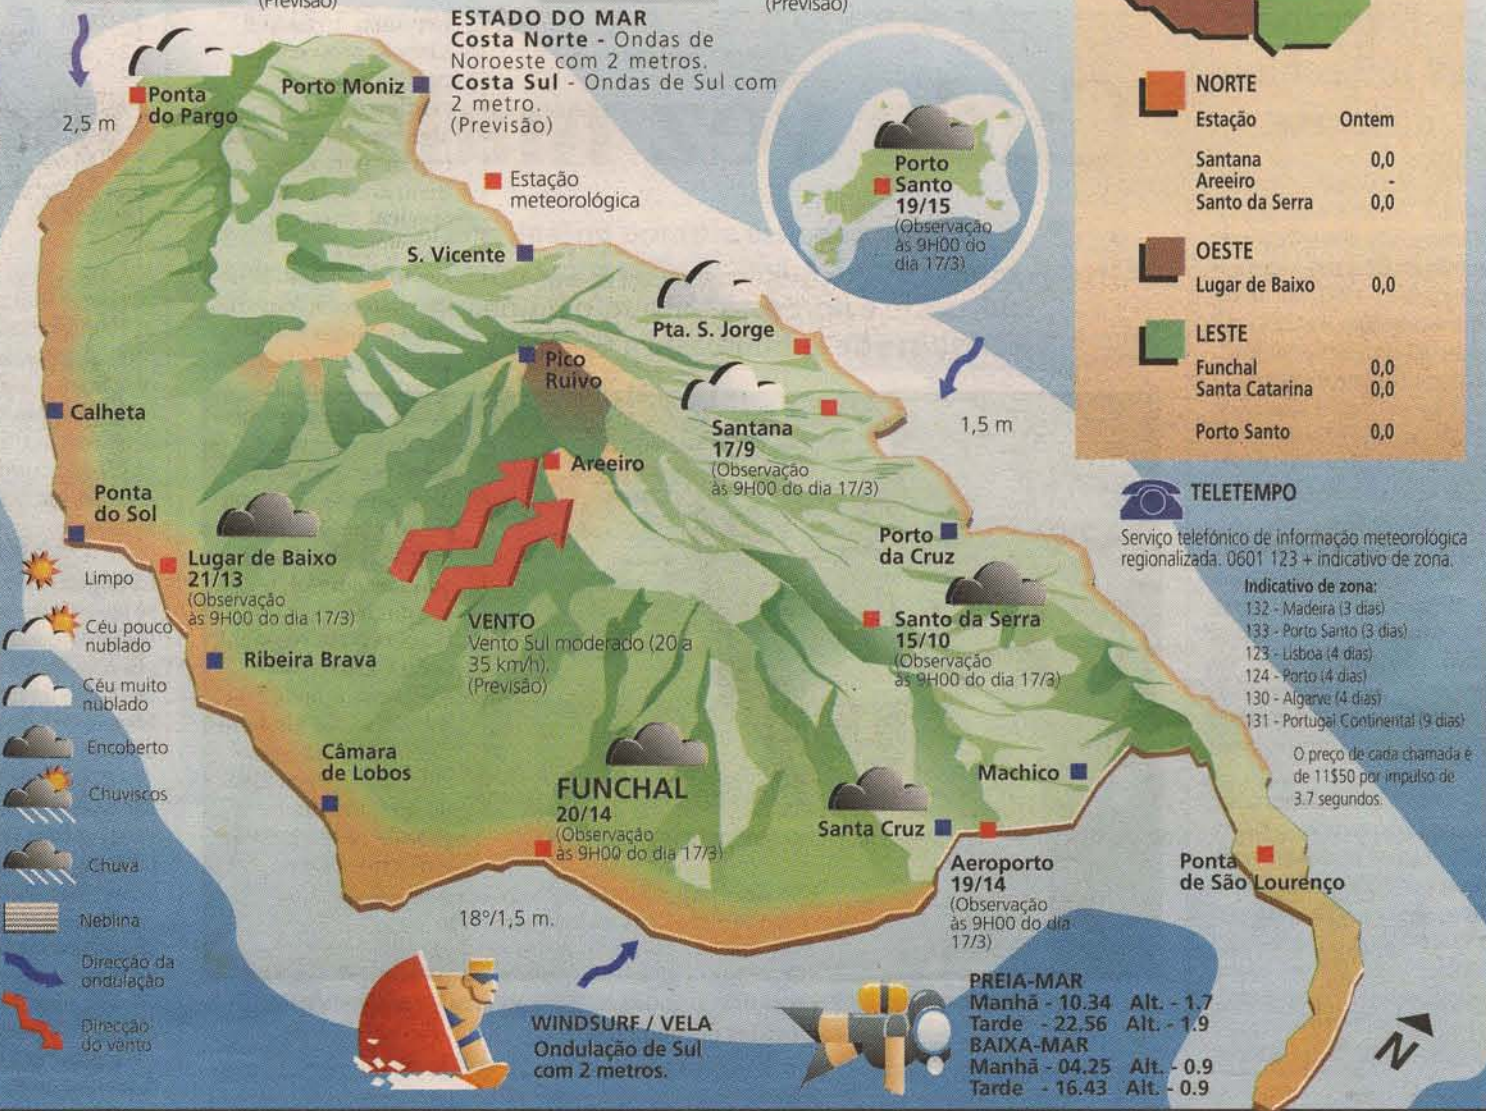 (Previsão)
(Previsão)
ESTADO DO MAR
Costa Norte - Ondas de
Noroeste com 2 metros.
Costa Sul - Ondas de Sul com
2 metro.
(Previsão)
Ponta
do Pargo
2,5 m
Porto Moniz
Estação
meteorológica
S. Vicente
Porto
Santo
19/15
(Observação
às 9H00 do
dia 17/3)
Pta. S. Jorge
Pico
Ruivo
Santana
17/9
(Observação
às 9H00 do dia 17/3)
1,5 m
Calheta
Areeiro
Ponta
do Sol
Lugar de Baixo
21/13
(Observação
às 9H00 do dia 17/3)
Porto
da Cruz
VENTO
Vento Sul moderado (20 a
35 km/h).
(Previsão)
Santo da Serra
15/10
(Observação
às 9H00 do dia 17/3)
Ribeira Brava
Câmara
de Lobos
FUNCHAL
20/14
(Observação
às 9H00 do dia 17/3)
Machico
Santa Cruz
Aeroporto
19/14
(Observação
às 9H00 do dia
17/3)
Ponta
de São Lourenço
18º/1,5 m.
Limpo
Céu pouco
nublado
Céu muito
nublado
Encoberto
Chuviscos
Chuva
Neblina
Direcção da
ondulação
Direcção
do vento
WINDSURF / VELA
Ondulação de Sul
com 2 metros.
PREIA-MAR
Manhã - 10.34 Alt. - 1.7
Tarde - 22.56 Alt. - 1.9
BAIXA-MAR
Manhã - 04.25 Alt. - 0.9
Tarde - 16.43 Alt. - 0.9
N
NORTE
Estação Ontem
Santana 0,0
Areeiro -
Santo da Serra 0,0
OESTE
Lugar de Baixo 0,0
LESTE
Funchal 0,0
Santa Catarina 0,0
Porto Santo 0,0
TELETEMPO
Serviço telefónico de informação meteorológica
regionalizada. 0601 123 + indicativo de zona.
Indicativo de zona:
132 - Madeira (3 dias)
133 - Porto Santo (3 dias)
123 - Lisboa (4 dias)
124 - Porto (4 dias)
130 - Algarve (4 dias)
131 - Portugal Continental (9 dias)
O preço de cada chamada é
de 11$50 por impulso de
3.7 segundos.